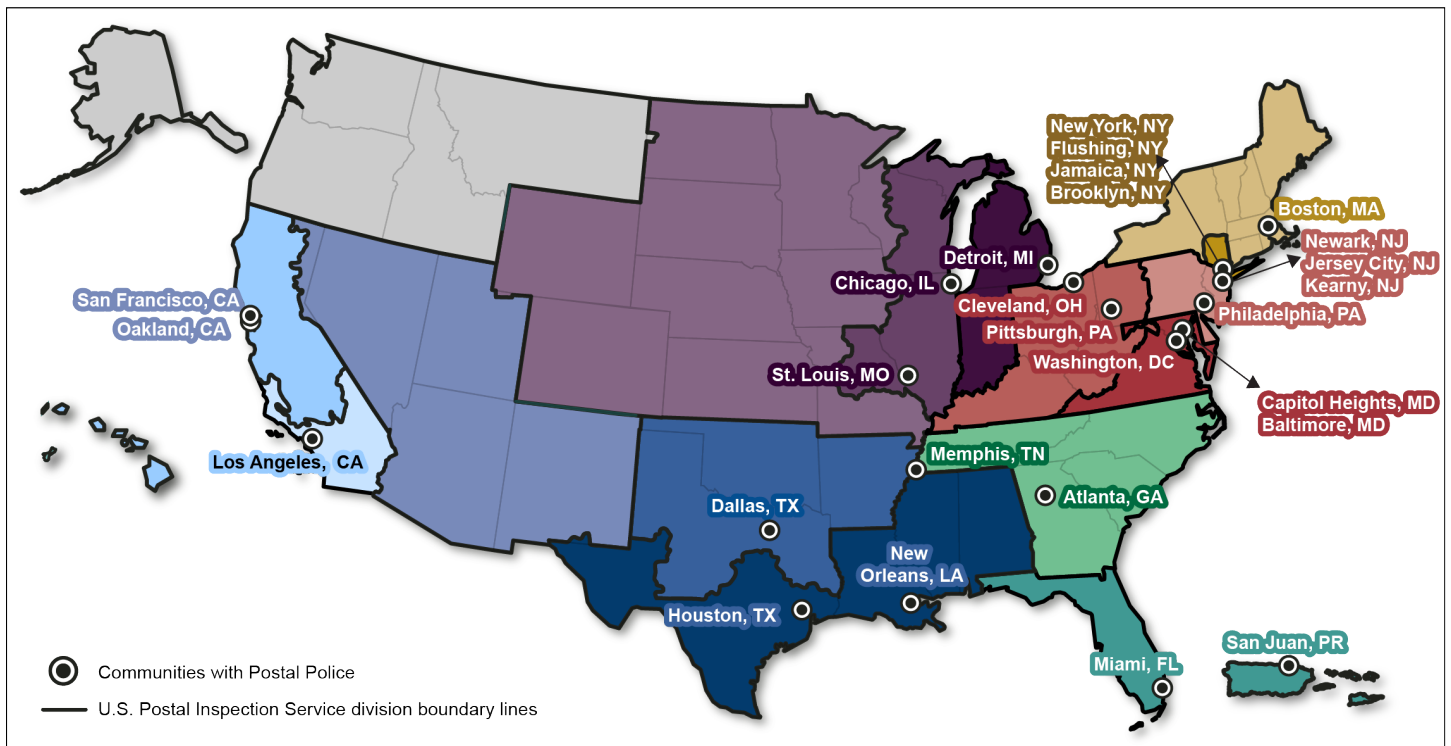 New York, NY
Flushing, NY
Jamaica, NY
Brooklyn, NY
Boston, MA
Newark, NJ
Jersey City, NJ
Kearny, NJ
Detroit, MI
Chicago, IL
Cleveland, OH
Pittsburgh, PA
Philadelphia, PA
Washington, DC
San Francisco, CA
Oakland, CA
St. Louis, MO
Capitol Heights, MD
Baltimore, MD
Los Angeles, CA
Memphis, TN
Atlanta, GA
Dallas, TX
New
Orleans, LA
Houston, TX
San Juan, PR
Miami, FL
Communities with Postal Police
U.S. Postal Inspection Service division boundary lines